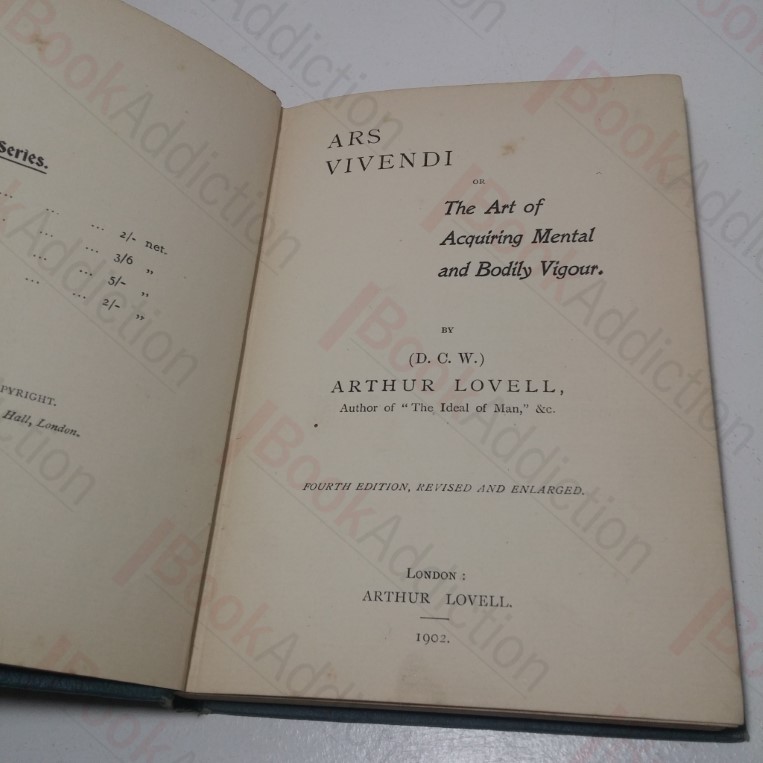 Series.
... ... ... 2/- net.
... ... 3/6 „
... ... 5/- „
... ... 2/- „
PYRIGHT.
Hall, London.
ARS
VIVENDI
OR
The Art of
Acquiring Mental
and Bodily Vigour.
BY
(D. C. W.)
ARTHUR LOVELL,
Author of "The Ideal of Man," &c.
FOURTH EDITION, REVISED AND ENLARGED.
LONDON :
ARTHUR LOVELL.
1902.
BookAddiction